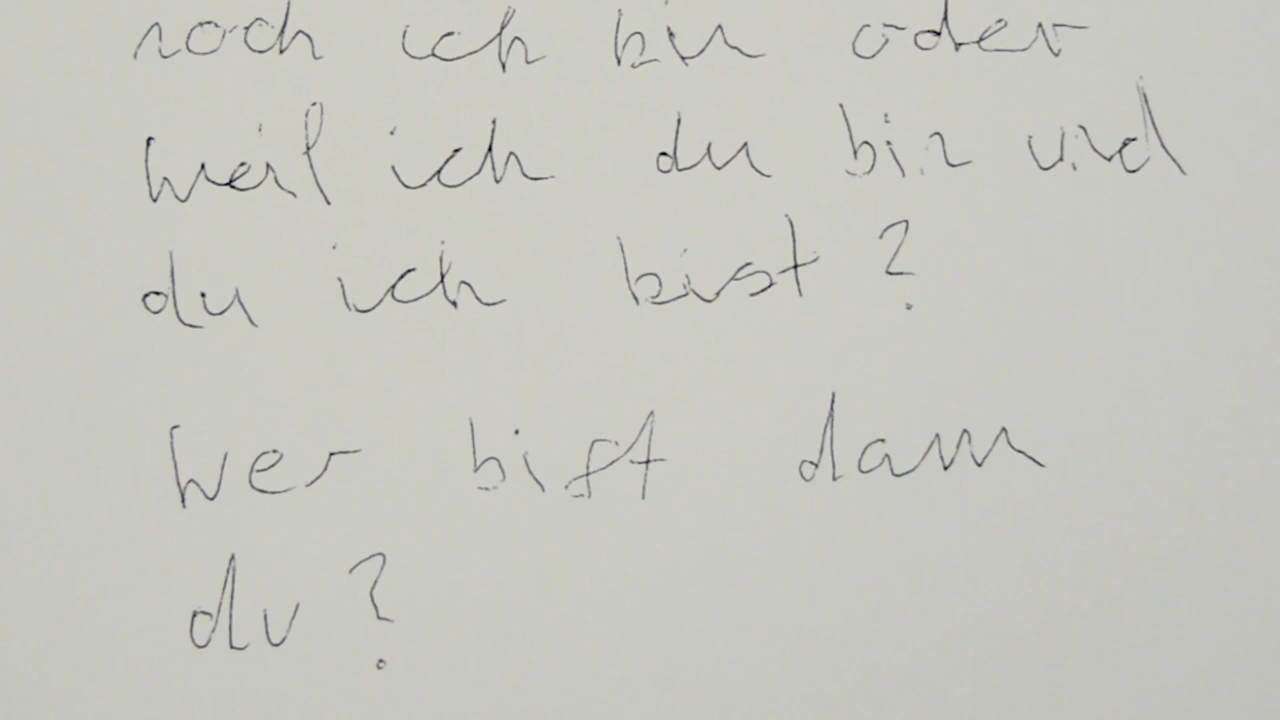 noch ich bin oder
weil ich du bin und
du ich bist?
wer bist dann
du?